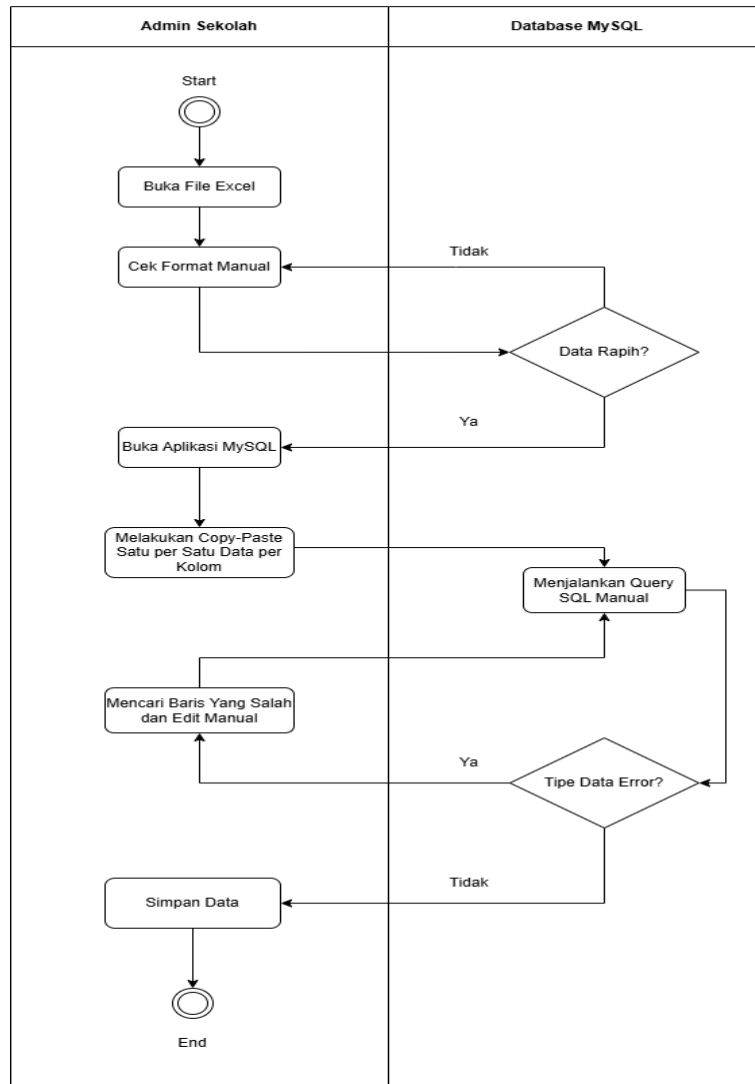 Admin Sekolah
Database MySQL
Start
Buka File Excel
Cek Format Manual
Tidak
Data Rapih?
Ya
Buka Aplikasi MySQL
Melakukan Copy-Paste
Satu per Satu Data per
Kolom
Menjalankan Query
SQL Manual
Mencari Baris Yang Salah
dan Edit Manual
Ya
Tipe Data Error?
Tidak
Simpan Data
End